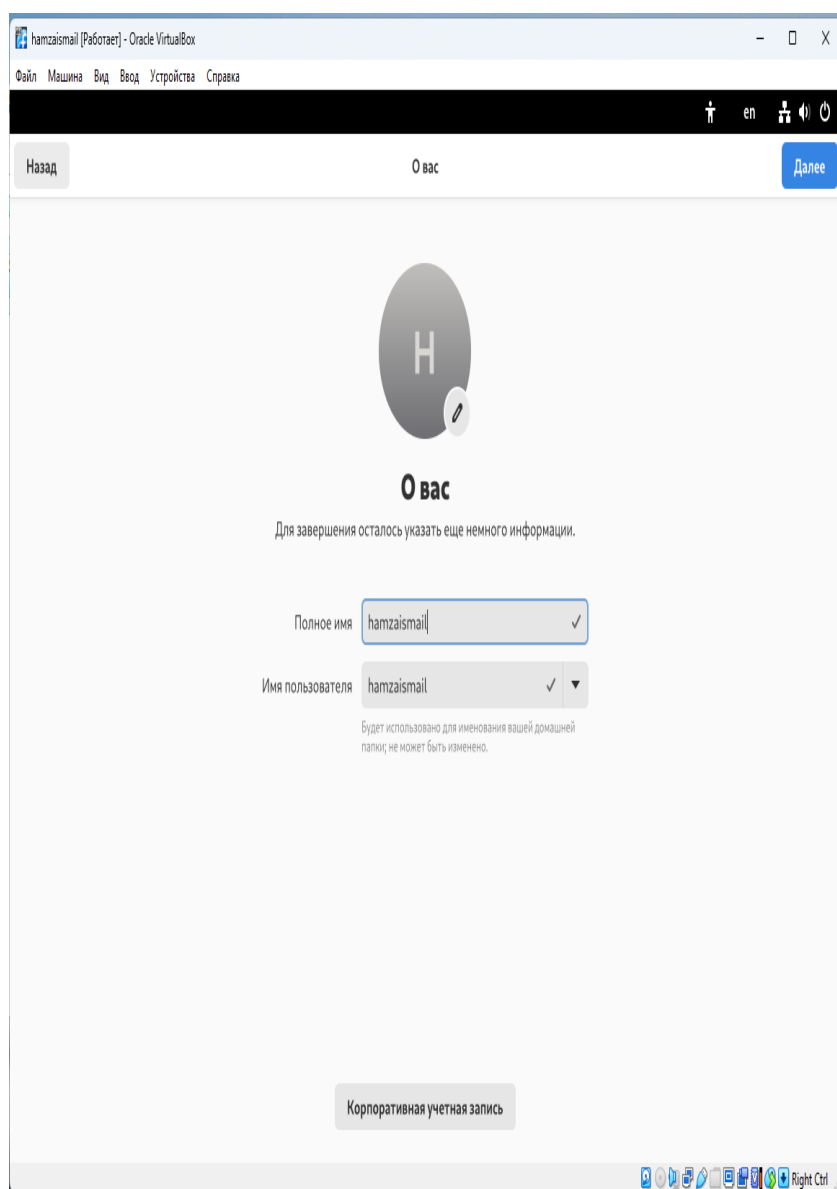 hamzaismail [Работает] - Oracle VirtualBox
Файл Машина Вид Ввод Устройства Справка
en
Назад О вас Далее
H
О вас
Для завершения осталось указать еще немного информации.
Полное имя hamzaismail
Имя пользователя hamzaismail
Будет использовано для именования вашей домашней
папки; не может быть изменено.
Корпоративная учетная запись
Right Ctrl